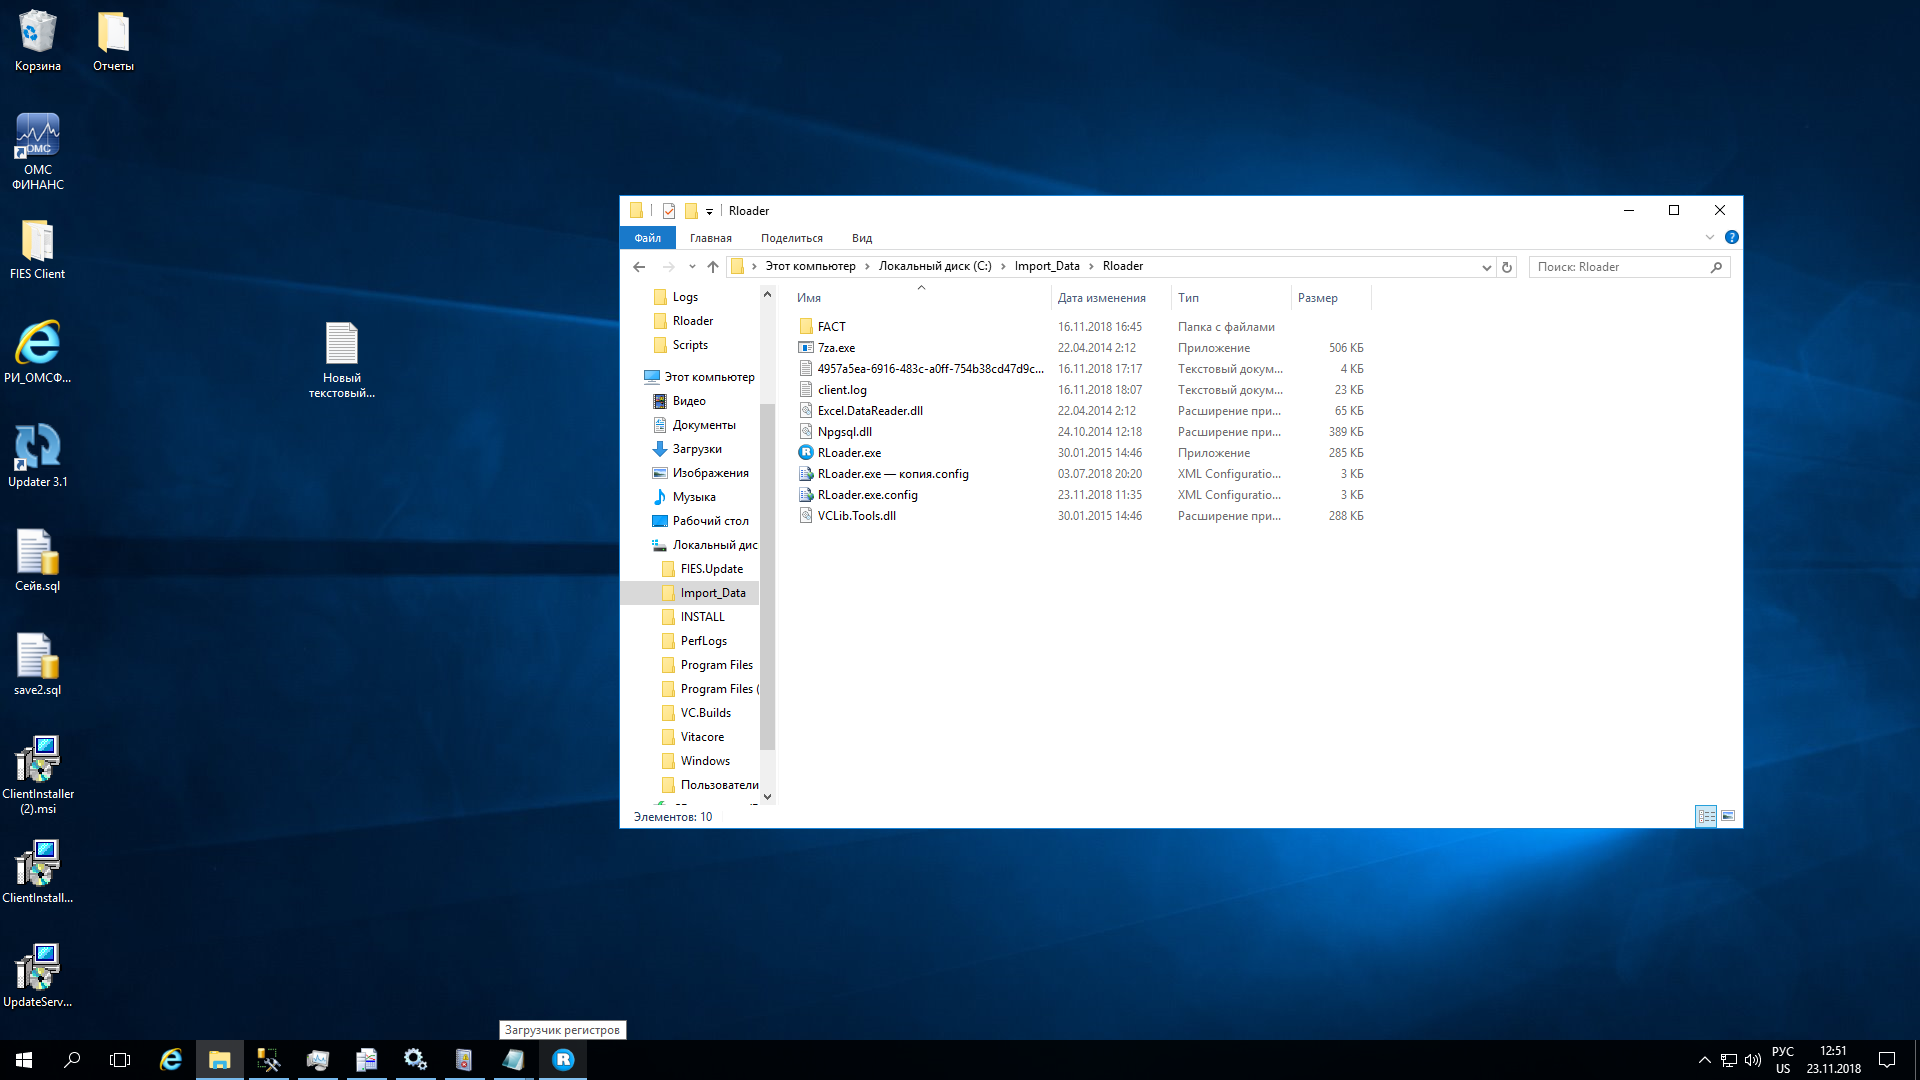 Корзина
Отчеты
ОМС
ОМС
ФИНАНС
FIES Client
РИ_ОМСФ...
Updater 3.1
Сейв.sql
save2.sql
ClientInstaller
(2).msi
ClientInstall...
UpdateServ...
Новый
текстовый...
Rloader
Файл
Главная
Поделиться
Вид
Этот компьютер
Локальный диск (C:)
Import_Data
Rloader
Поиск: Rloader
Logs
Rloader
Scripts
Этот компьютер
Видео
Документы
Загрузки
Изображения
Музыка
Рабочий стол
Локальный дис
FIES.Update
Import_Data
INSTALL
PerfLogs
Program Files
Program Files (
VC.Builds
Vitacore
Windows
Пользователи
Имя Дата изменения Тип Размер
FACT 16.11.2018 16:45 Папка с файлами
7za.exe 22.04.2014 2:12 Приложение 506 КБ
4957a5ea-6916-483c-a0ff-754b38cd47d9c... 16.11.2018 17:17 Текстовый докум... 4 КБ
client.log 16.11.2018 18:07 Текстовый докум... 23 КБ
Excel.DataReader.dll 22.04.2014 2:12 Расширение при... 65 КБ
Npgsql.dll 24.10.2014 12:18 Расширение при... 389 КБ
RLoader.exe 30.01.2015 14:46 Приложение 285 КБ
RLoader.exe — копия.config 03.07.2018 20:20 XML Configuratio... 3 КБ
RLoader.exe.config 23.11.2018 11:35 XML Configuratio... 3 КБ
VCLib.Tools.dll 30.01.2015 14:46 Расширение при... 288 КБ
Элементов: 10
Загрузчик регистров
R
РУС
US
12:51
23.11.2018